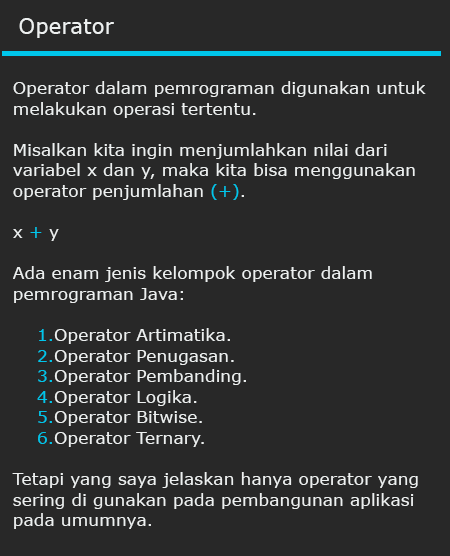 Operator
Operator dalam pemrograman digunakan untuk
melakukan operasi tertentu.
Misalkan kita ingin menjumlahkan nilai dari
variabel x dan y, maka kita bisa menggunakan
operator penjumlahan (+).
x + y
Ada enam jenis kelompok operator dalam
pemrograman Java:
1.Operator Artimatika.
2.Operator Penugasan.
3.Operator Pembanding.
4.Operator Logika.
5.Operator Bitwise.
6.Operator Ternary.
Tetapi yang saya jelaskan hanya operator yang
sering di gunakan pada pembangunan aplikasi
pada umumnya.